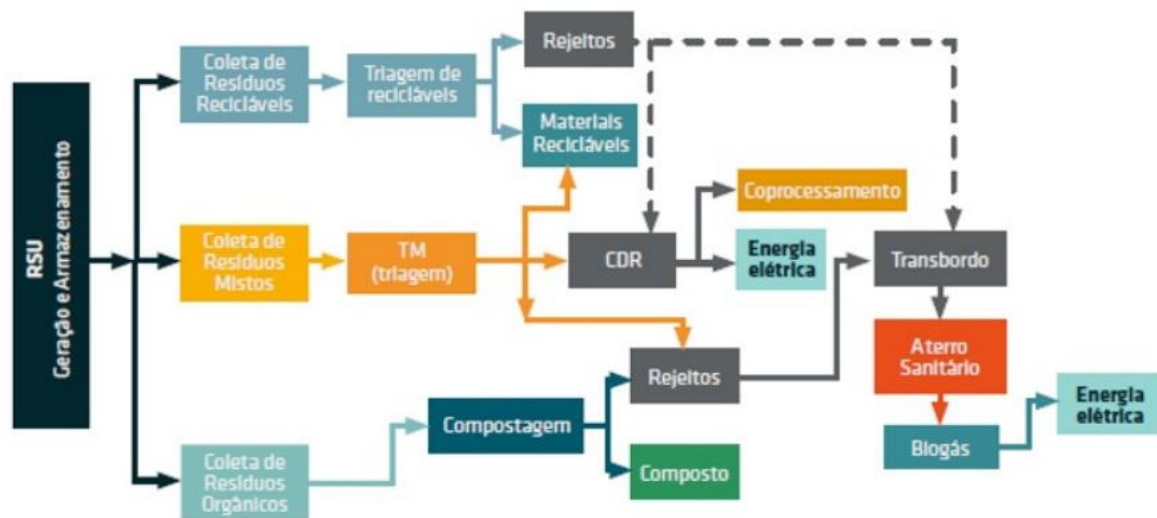 RSU
Geração e Armazenamento
Coleta de
Resíduos
Recicláveis
Triagem de
recicláveis
Rejeitos
Materiais
Recicláveis
Coleta de
Resíduos
Mistos
TM
(triagem)
CDR
Coprocessamento
Energia
elétrica
Transbordo
Aterro
Sanitário
Biogás
Energia
elétrica
Coleta de
Resíduos
Orgânicos
Compostagem
Rejeitos
Composto